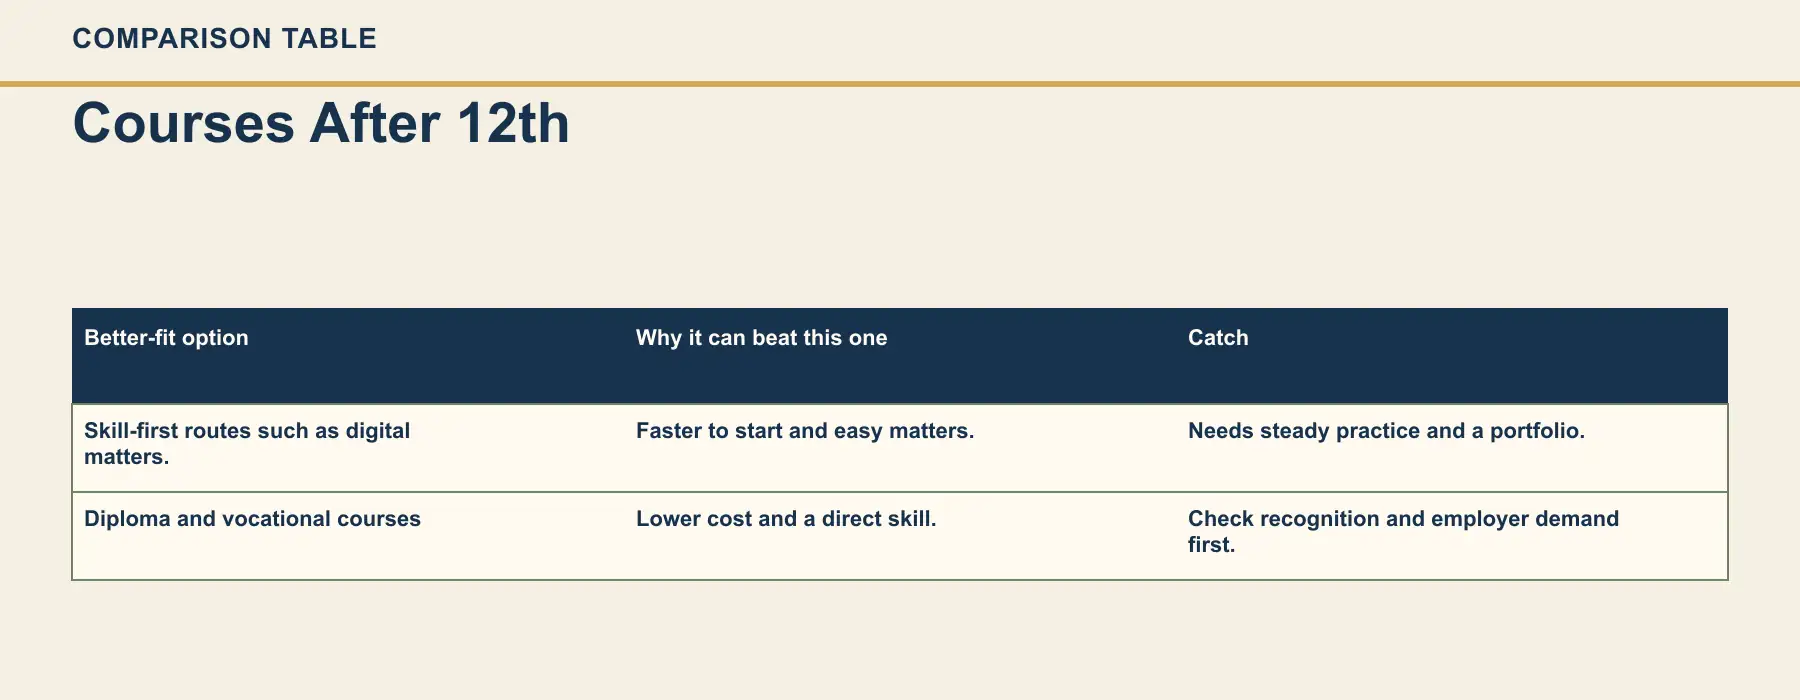 COMPARISON TABLE
Courses After 12th
Better-fit option
Why it can beat this one
Catch
Skill-first routes such as digital
matters.
Faster to start and easy matters.
Needs steady practice and a portfolio.
Diploma and vocational courses
Lower cost and a direct skill.
Check recognition and employer demand
first.